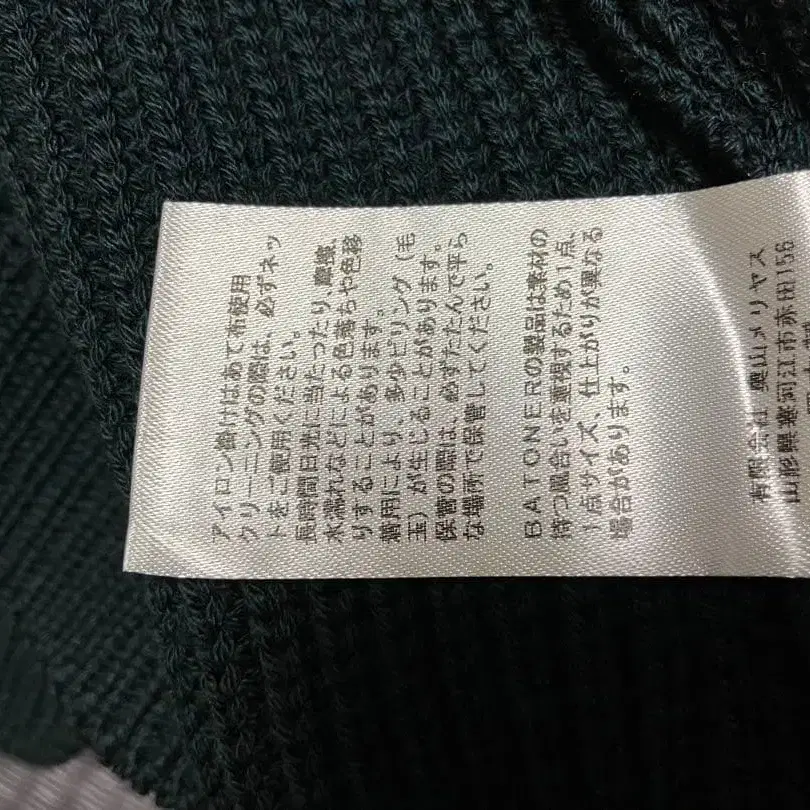 アイロン掛けはあて布使用
クリーニングの際は、必ずネッ
トをご使用ください。
長時間日光に当たったり、摩擦、
水濡れなどによる色落ちや色移
りすることがあります。
着用により、多少ピリング（毛
玉）が生じることがあります。
保管の際は、必ずたたんで平ら
な場所で保管してください。
BATONERの製品は素材の
持つ風合いを重視するため1点、
1点サイズ、仕上がりが異なる
場合があります。
有限会社 奥山メリヤス
山形県寒河江市赤田156